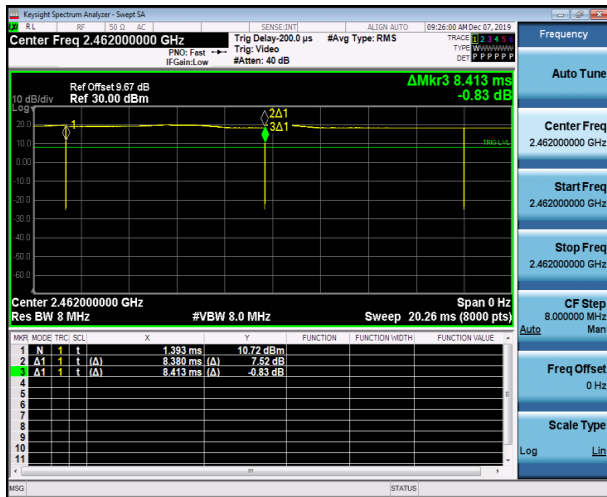 Keysight Spectrum Analyzer - Swept SA
RL RF 50 Ω AC SENSE:INT ALIGN AUTO 09:26:00 AM Dec 07, 2019
Center Freq 2.462000000 GHz
PNO: Fast
IFGain:Low
Trig Delay-200.0 µs
Trig: Video
#Atten: 40 dB
#Avg Type: RMS
TRACE 1 2 3 4 5 6
TYPE WWWWWW
DET P P P P P P
Frequency
Auto Tune
Center Freq
2.462000000 GHz
Start Freq
2.462000000 GHz
Stop Freq
2.462000000 GHz
CF Step
8.000000 MHz
Auto Man
Freq Offset
0 Hz
Scale Type
Log Lin
Ref Offset 9.67 dB
10 dB/div Ref 30.00 dBm
ΔMkr3 8.413 ms
-0.83 dB
Log
20.0
10.0
0.00
-10.0
-20.0
-30.0
-40.0
-50.0
-60.0
1
2Δ1
3Δ1
TRIG LVL
Center 2.462000000 GHz Span 0 Hz
Res BW 8 MHz #VBW 8.0 MHz Sweep 20.26 ms (8000 pts)
MKR MODE TRC SCL X Y FUNCTION FUNCTION WIDTH FUNCTION VALUE
1 N 1 t 1.393 ms 10.72 dBm
2 Δ1 1 t (Δ) 8.380 ms (Δ) 7.52 dB
3 Δ1 1 t (Δ) 8.413 ms (Δ) -0.83 dB
4
5
6
7
8
9
10
11
MSG STATUS